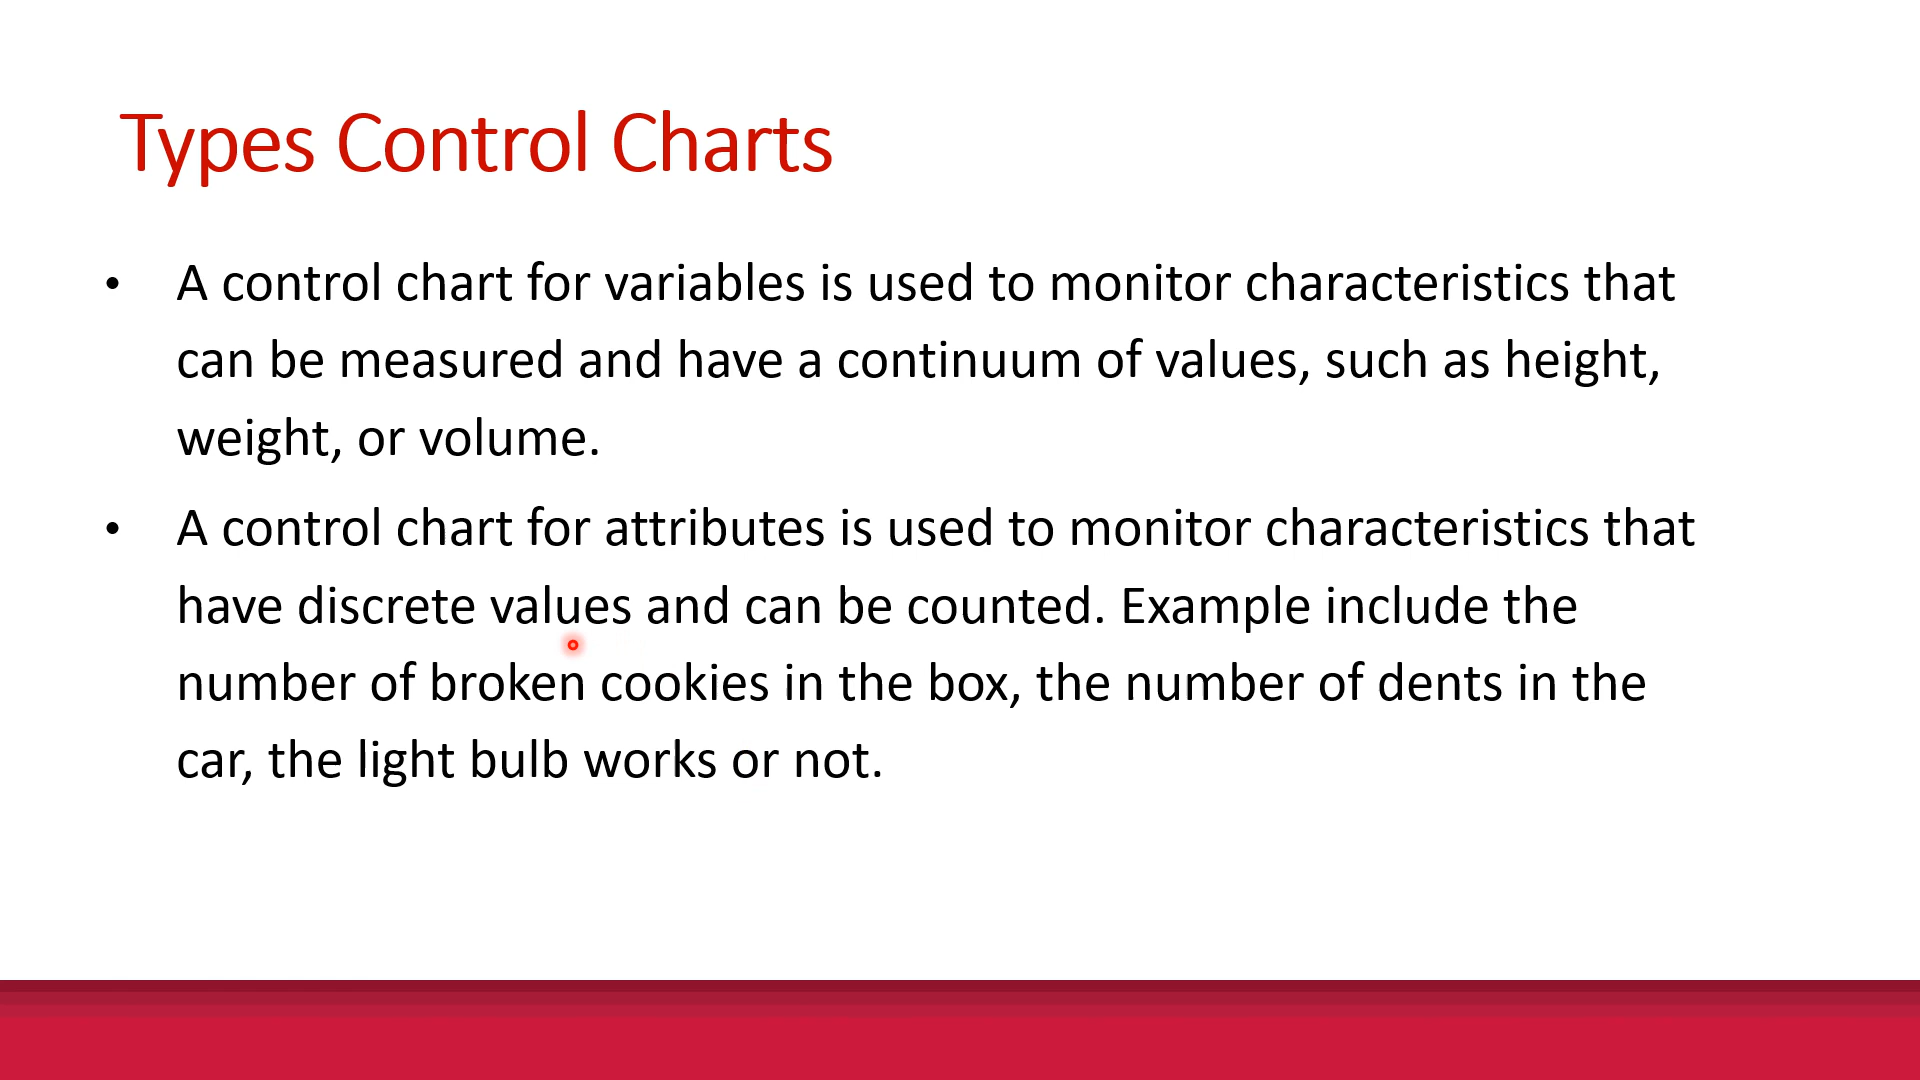 Types Control Charts
• A control chart for variables is used to monitor characteristics that
can be measured and have a continuum of values, such as height,
weight, or volume.
• A control chart for attributes is used to monitor characteristics that
have discrete values and can be counted. Example include the
number of broken cookies in the box, the number of dents in the
car, the light bulb works or not.